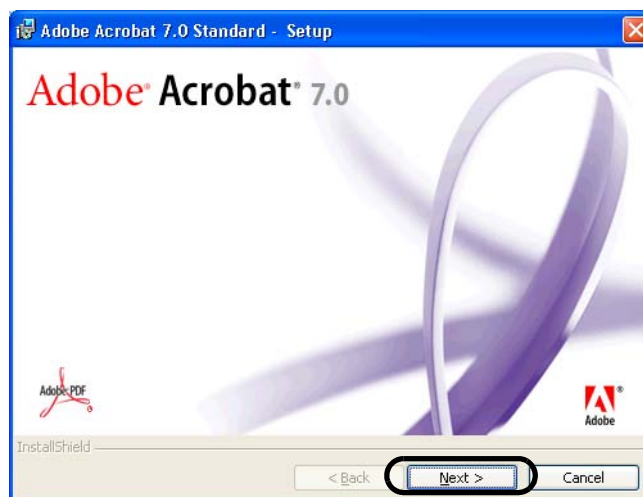 Adobe Acrobat 7.0 Standard - Setup
Adobe® Acrobat® 7.0
Adobe PDF
®
Adobe
InstallShield
< Back
Next >
Cancel